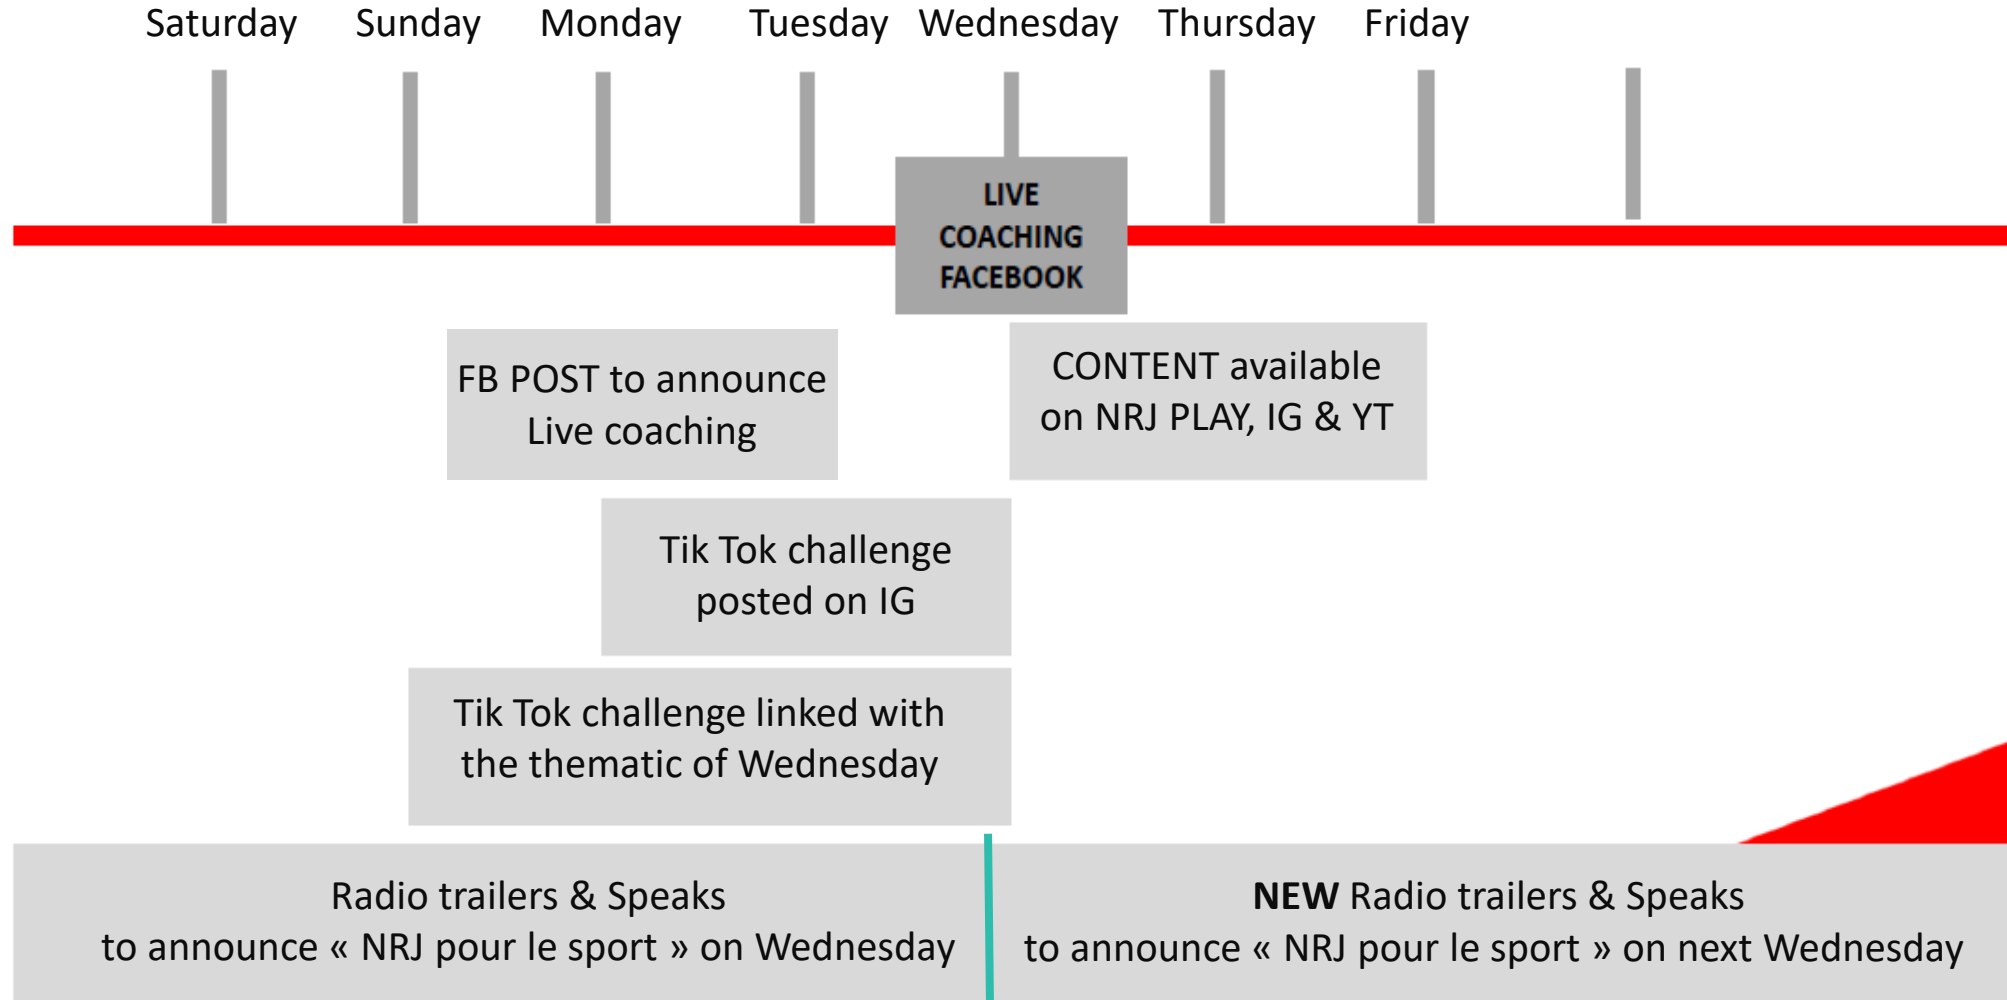 Saturday Sunday Monday Tuesday Wednesday Thursday Friday
LIVE
COACHING
FACEBOOK
FB POST to announce
Live coaching
CONTENT available
on NRJ PLAY, IG & YT
Tik Tok challenge
posted on IG
Tik Tok challenge linked with
the thematic of Wednesday
Radio trailers & Speaks
to announce « NRJ pour le sport » on Wednesday
NEW Radio trailers & Speaks
to announce « NRJ pour le sport » on next Wednesday